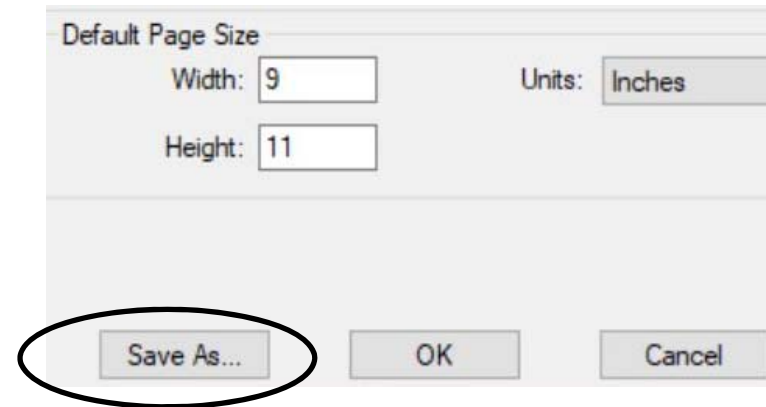 Default Page Size
Width: 9 Units: Inches
Height: 11
Save As... OK Cancel